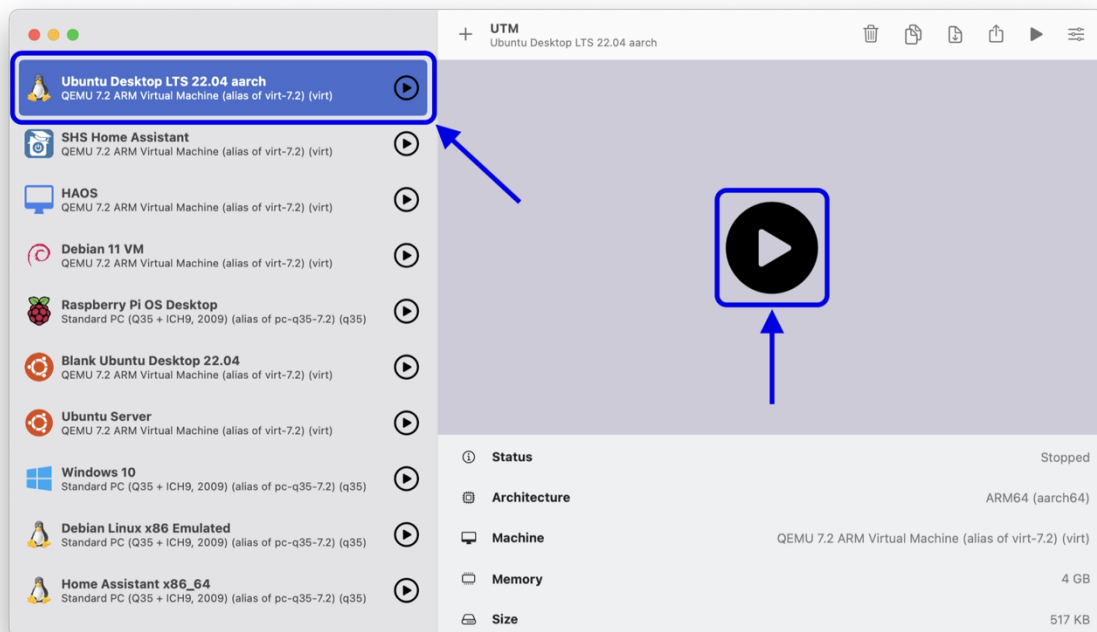 UTM
Ubuntu Desktop LTS 22.04 aarch
Ubuntu Desktop LTS 22.04 aarch
QEMU 7.2 ARM Virtual Machine (alias of virt-7.2) (virt)
SHS Home Assistant
QEMU 7.2 ARM Virtual Machine (alias of virt-7.2) (virt)
HAOS
QEMU 7.2 ARM Virtual Machine (alias of virt-7.2) (virt)
Debian 11 VM
QEMU 7.2 ARM Virtual Machine (alias of virt-7.2) (virt)
Raspberry Pi OS Desktop
Standard PC (Q35 + ICH9, 2009) (alias of pc-q35-7.2) (q35)
Blank Ubuntu Desktop 22.04
QEMU 7.2 ARM Virtual Machine (alias of virt-7.2) (virt)
Ubuntu Server
QEMU 7.2 ARM Virtual Machine (alias of virt-7.2) (virt)
Windows 10
Standard PC (Q35 + ICH9, 2009) (alias of pc-q35-7.2) (q35)
Debian Linux x86 Emulated
Standard PC (Q35 + ICH9, 2009) (alias of pc-q35-7.2) (q35)
Home Assistant x86_64
Standard PC (Q35 + ICH9, 2009) (alias of pc-q35-7.2) (q35)
Status Stopped
Architecture ARM64 (aarch64)
Machine QEMU 7.2 ARM Virtual Machine (alias of virt-7.2) (virt)
Memory 4 GB
Size 517 KB